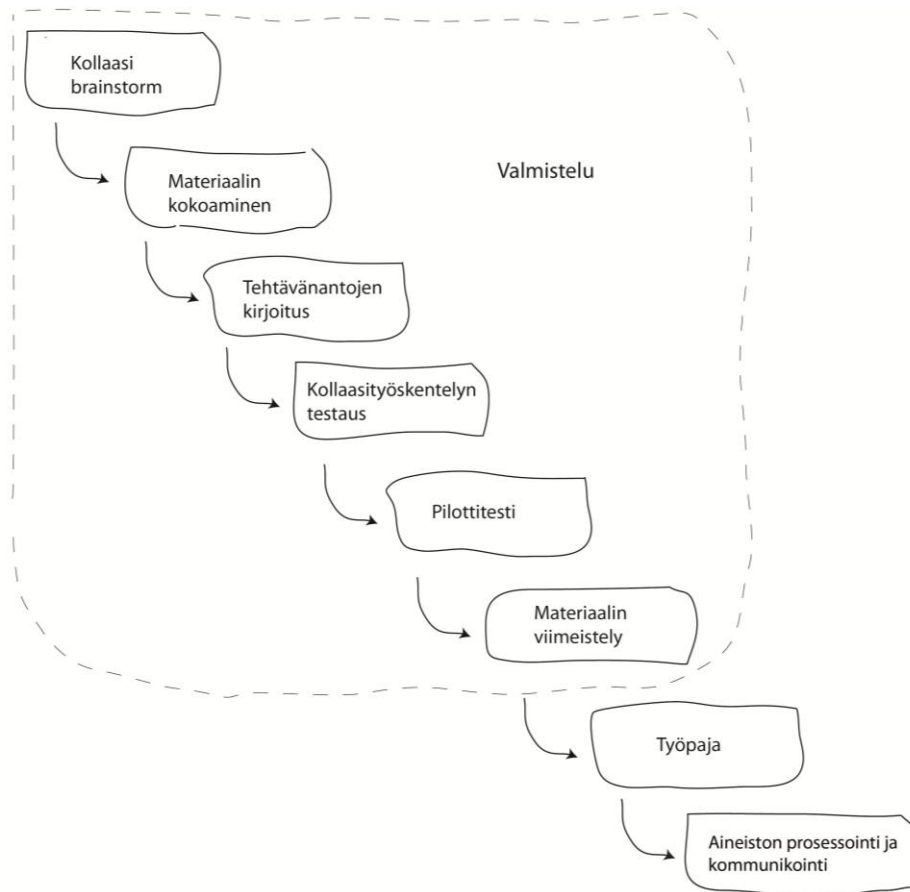 Kollaasi
brainstorm
Valmistelu
Materiaalin
kokoaminen
Tehtävänantojen
kirjoitus
Kollaasityöskentelyn
testaus
Pilottitesti
Materiaalin
viimeistely
Työpaja
Aineiston prosessointi ja
kommunikointi